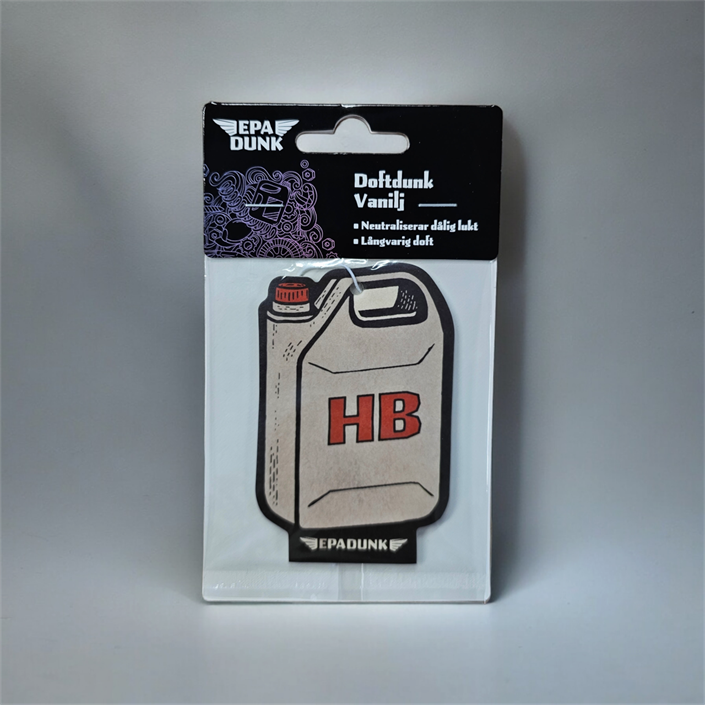 EPA
DUNK
Doftdunk
Vanilj
▪ Neutraliserar dålig lukt
▪ Långvarig doft
HB
EPADUNK